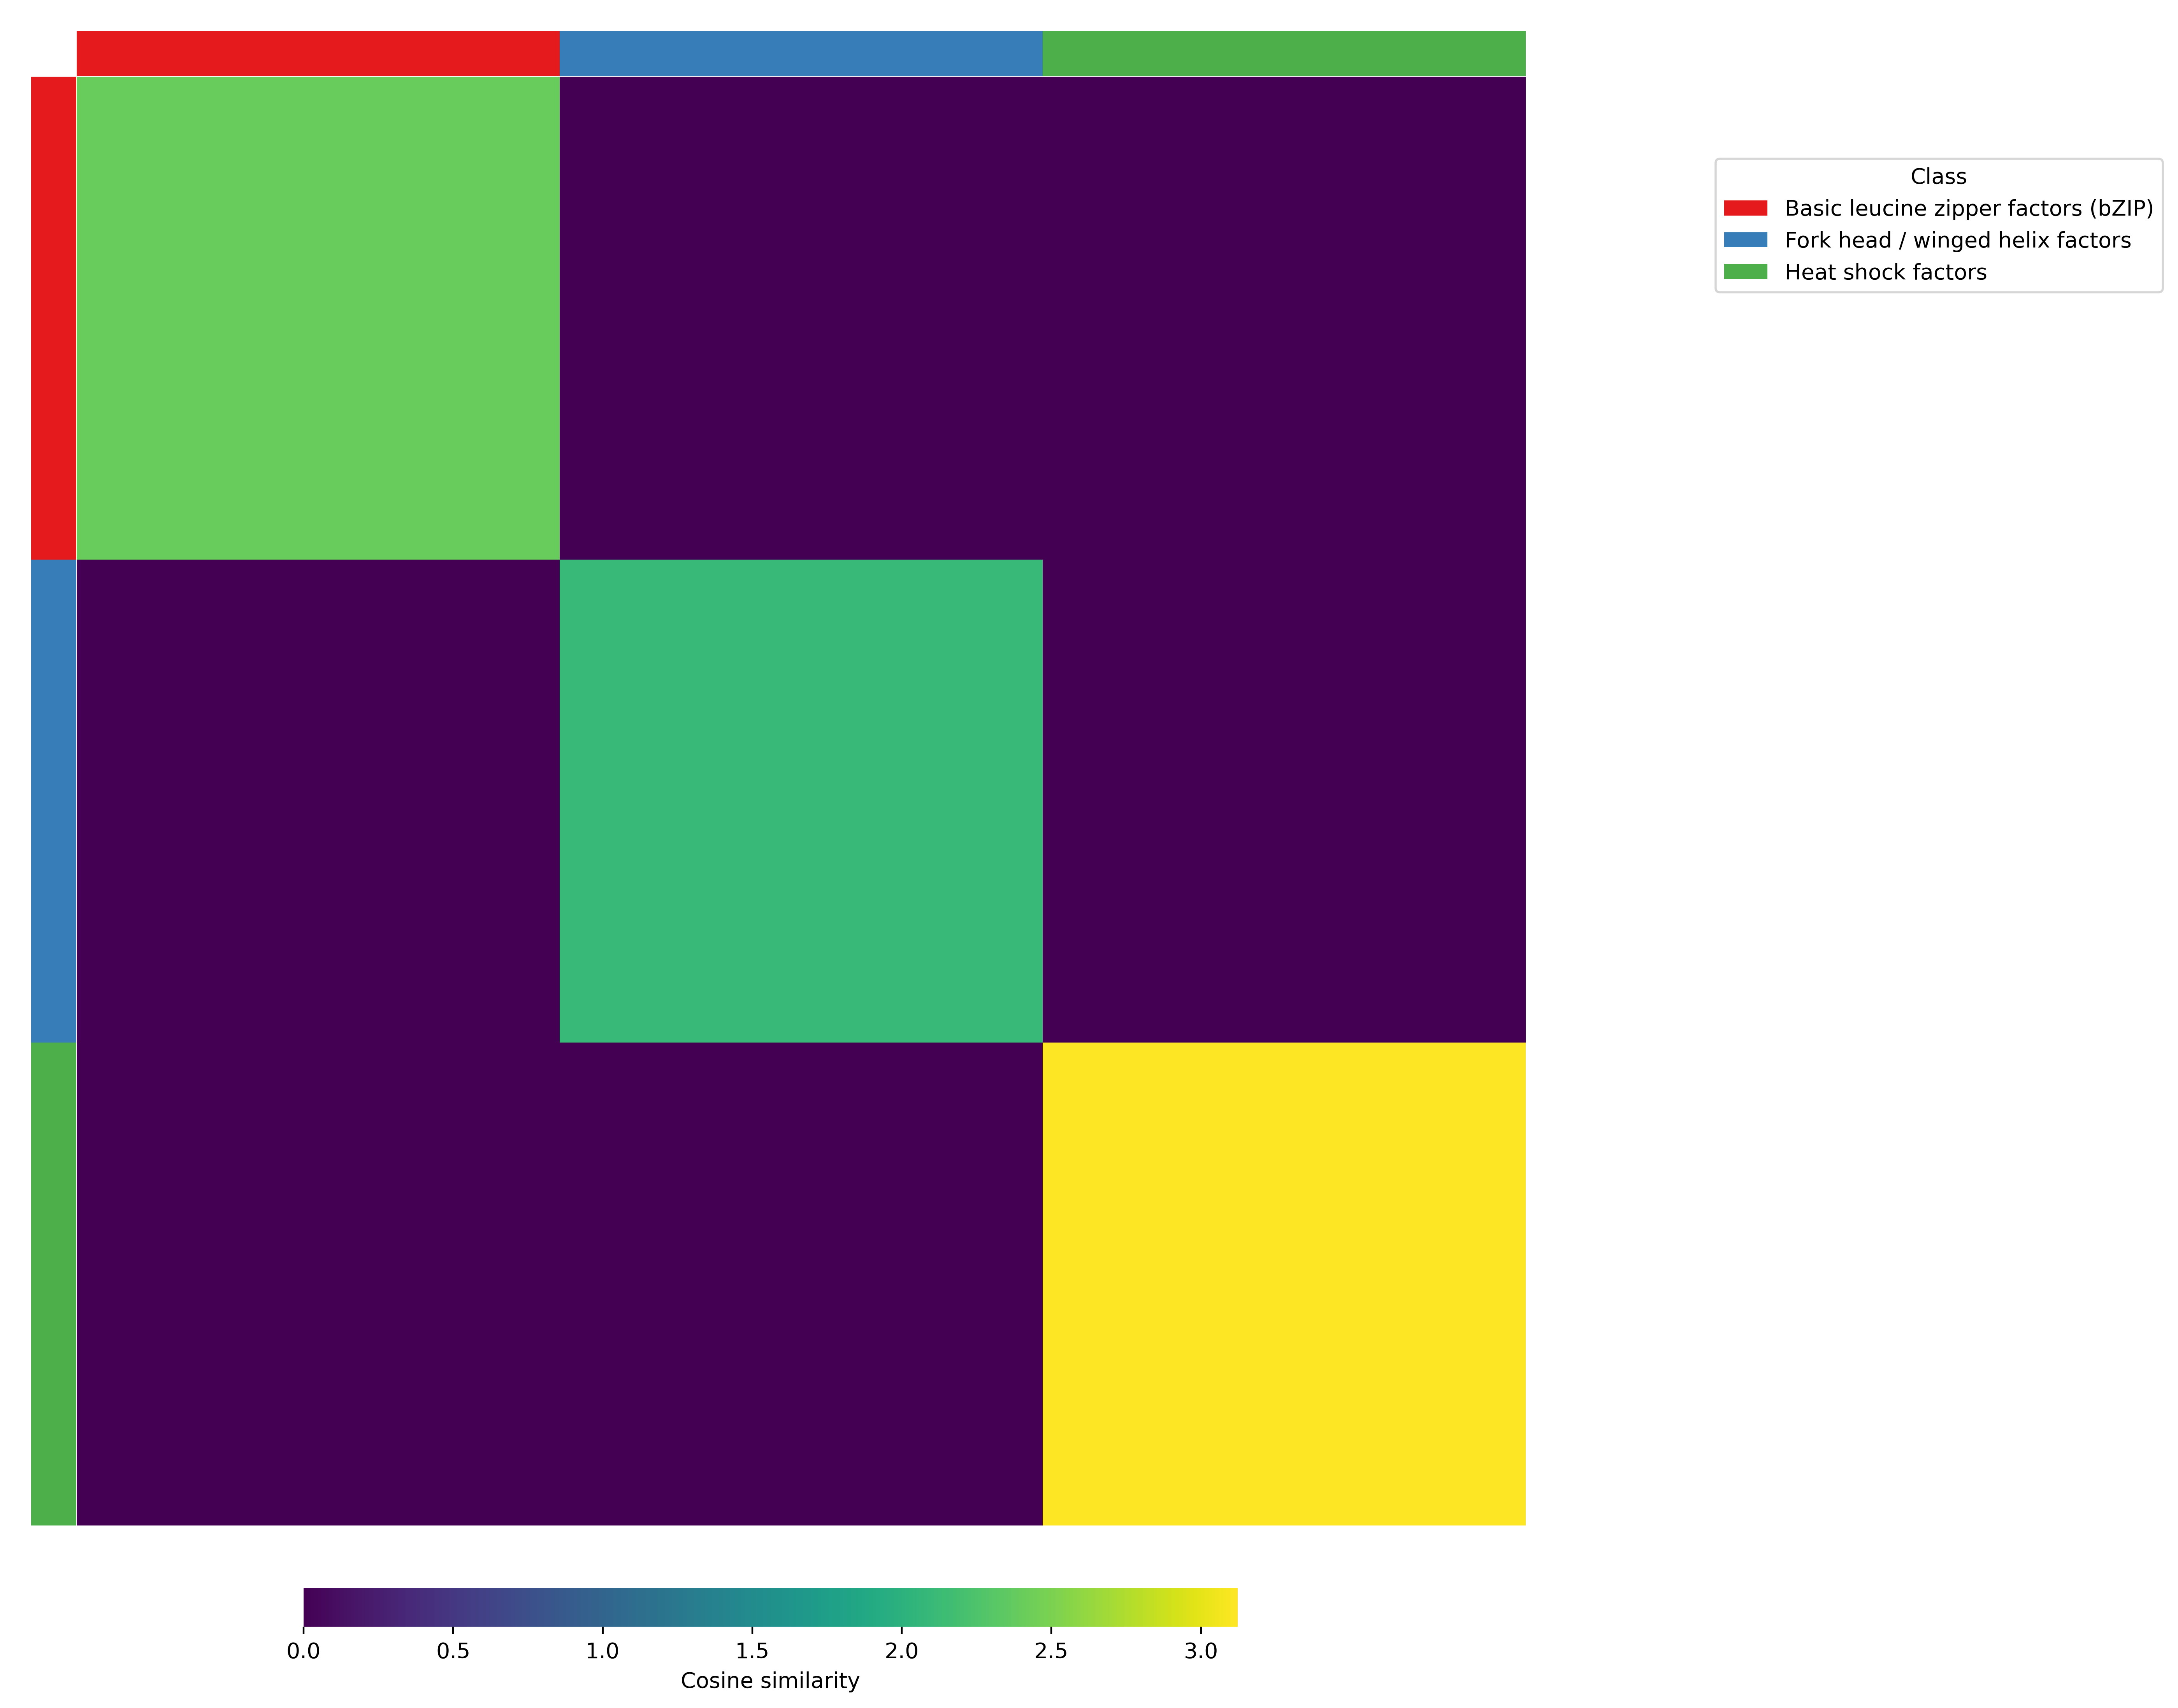 Class
Basic leucine zipper factors (bZIP)
Fork head / winged helix factors
Heat shock factors
0.0 0.5 1.0 1.5 2.0 2.5 3.0
Cosine similarity